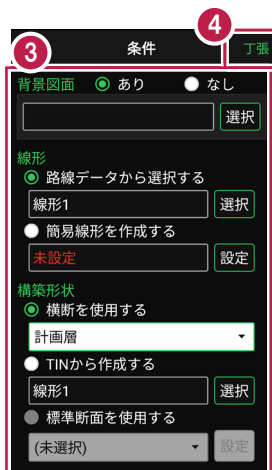 4
3
条件
丁張
背景図面 あり なし
選択
線形
路線データから選択する
線形1 選択
簡易線形を作成する
未設定 設定
構築形状
横断を使用する
計画層
TINから作成する
線形1 選択
標準断面を使用する
(未選択) 設定